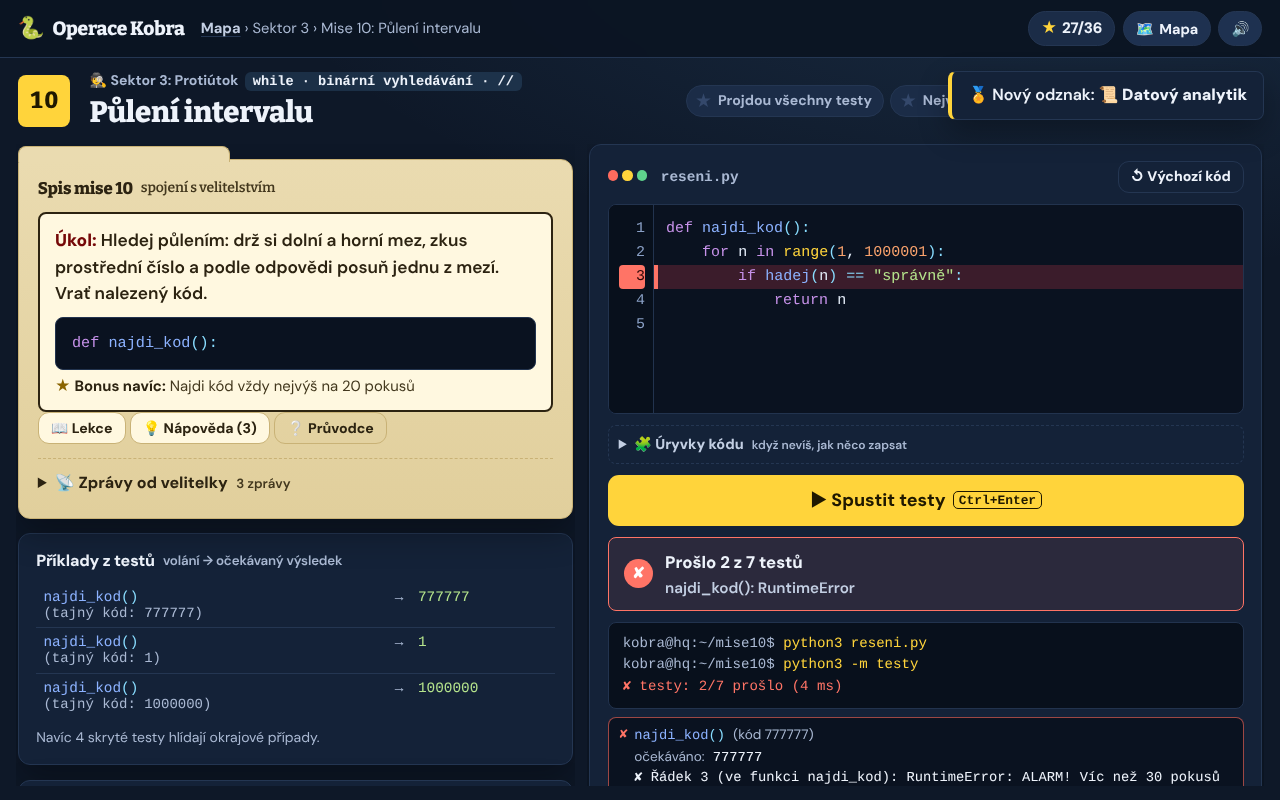 🐍 Operace Kobra Mapa › Sektor 3 › Mise 10: Půlení intervalu ★ 27/36 🗺️ Mapa 🔊
10
🕵️ Sektor 3: Protiútok while · binární vyhledávání · //
Půlení intervalu
★ Projdou všechny testy
★ Nejv
🏅 Nový odznak: 📜 Datový analytik
Spis mise 10 spojení s velitelstvím
Úkol: Hledej půlením: drž si dolní a horní mez, zkus
prostřední číslo a podle odpovědi posuň jednu z mezí.
Vrať nalezený kód.
def najdi_kod():
★ Bonus navíc: Najdi kód vždy nejvýš na 20 pokusů
📖 Lekce 💡 Nápověda (3) ❔ Průvodce
▶ 📡 Zprávy od velitelky 3 zprávy
Příklady z testů volání → očekávaný výsledek
najdi_kod() → 777777
(tajný kód: 777777)
najdi_kod() → 1
(tajný kód: 1)
najdi_kod() → 1000000
(tajný kód: 1000000)
Navíc 4 skryté testy hlídají okrajové případy.
reseni.py ↺ Výchozí kód
1 def najdi_kod():
2     for n in range(1, 1000001):
3         if hadej(n) == "správně":
4             return n
5
▶ 🧩 Úryvky kódu když nevíš, jak něco zapsat
▶ Spustit testy Ctrl+Enter
✘ Prošlo 2 z 7 testů
najdi_kod(): RuntimeError
kobra@hq:~/mise10$ python3 reseni.py
kobra@hq:~/mise10$ python3 -m testy
✘ testy: 2/7 prošlo (4 ms)
✘ najdi_kod() (kód 777777)
očekáváno: 777777
✘ Řádek 3 (ve funkci najdi_kod): RuntimeError: ALARM! Víc než 30 pokusů